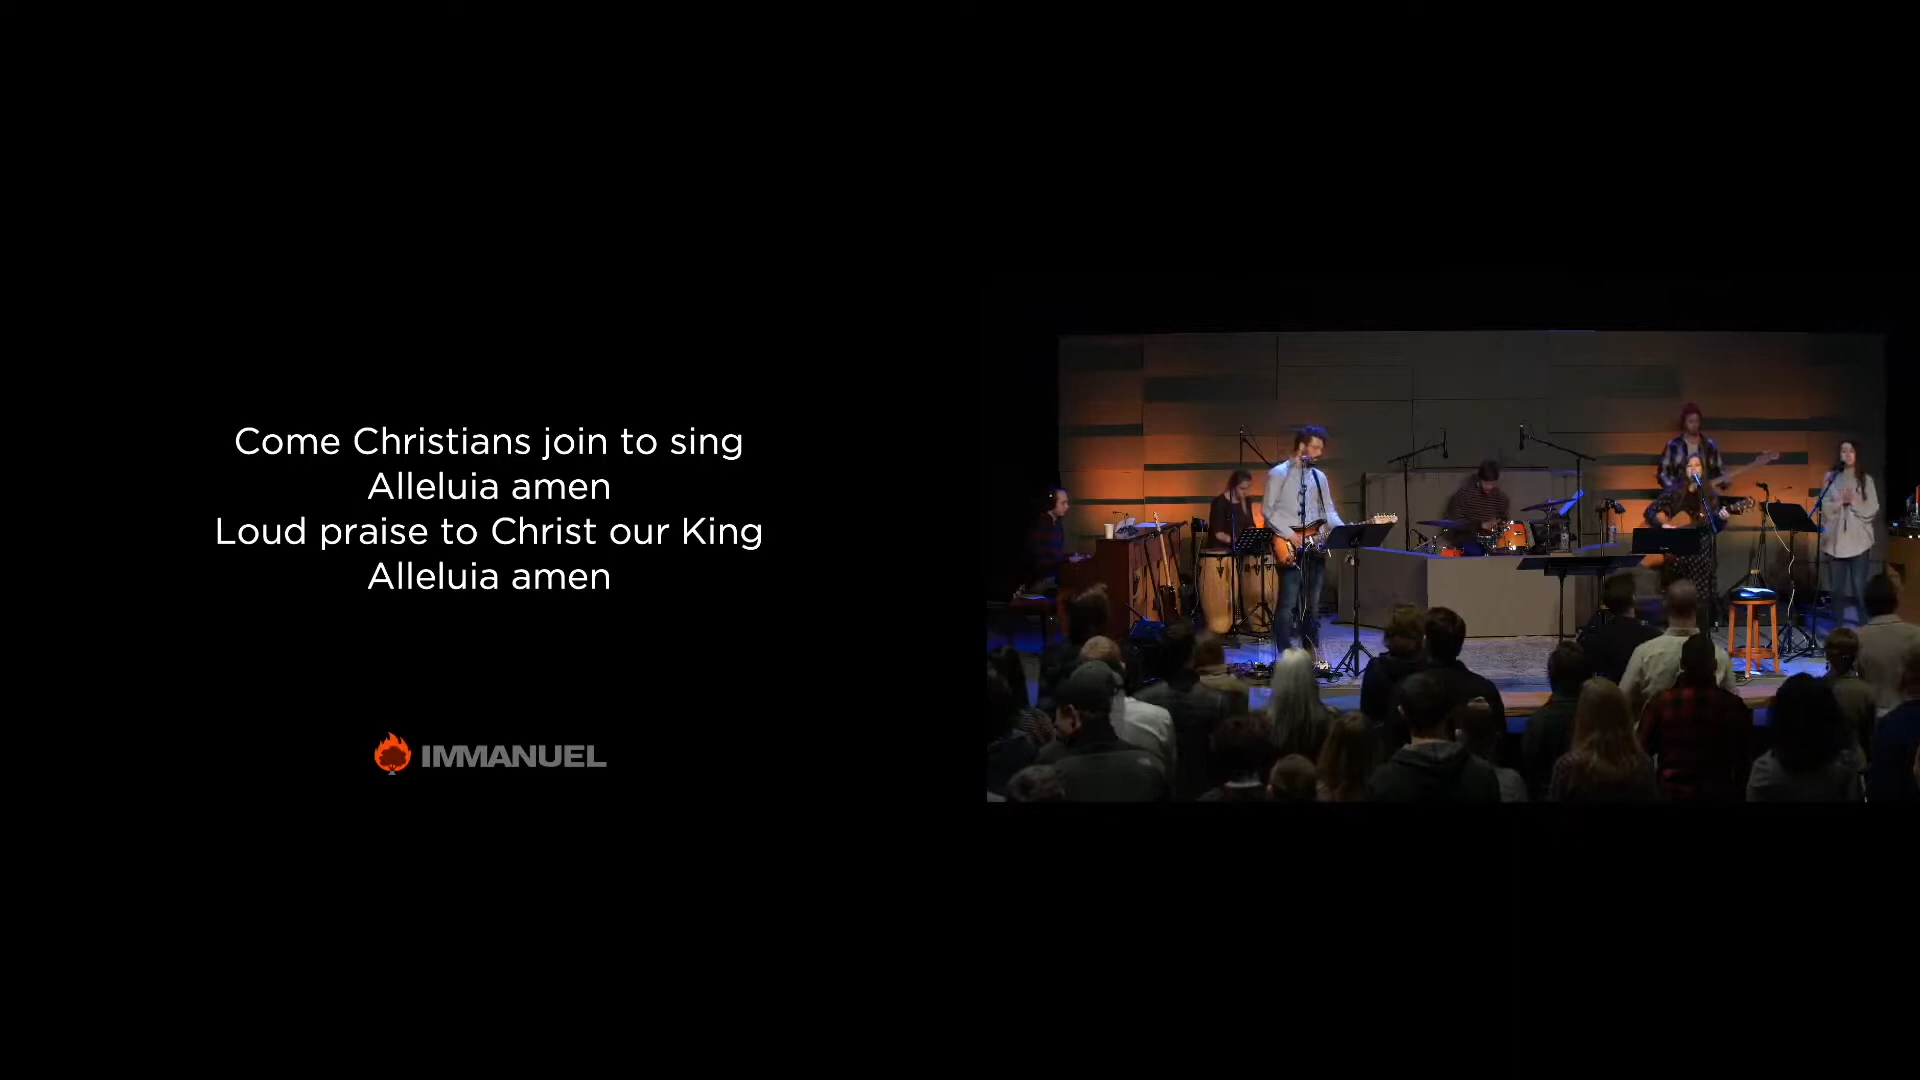 Come Christians join to sing
Alleluia amen
Loud praise to Christ our King
Alleluia amen
IMMANUEL